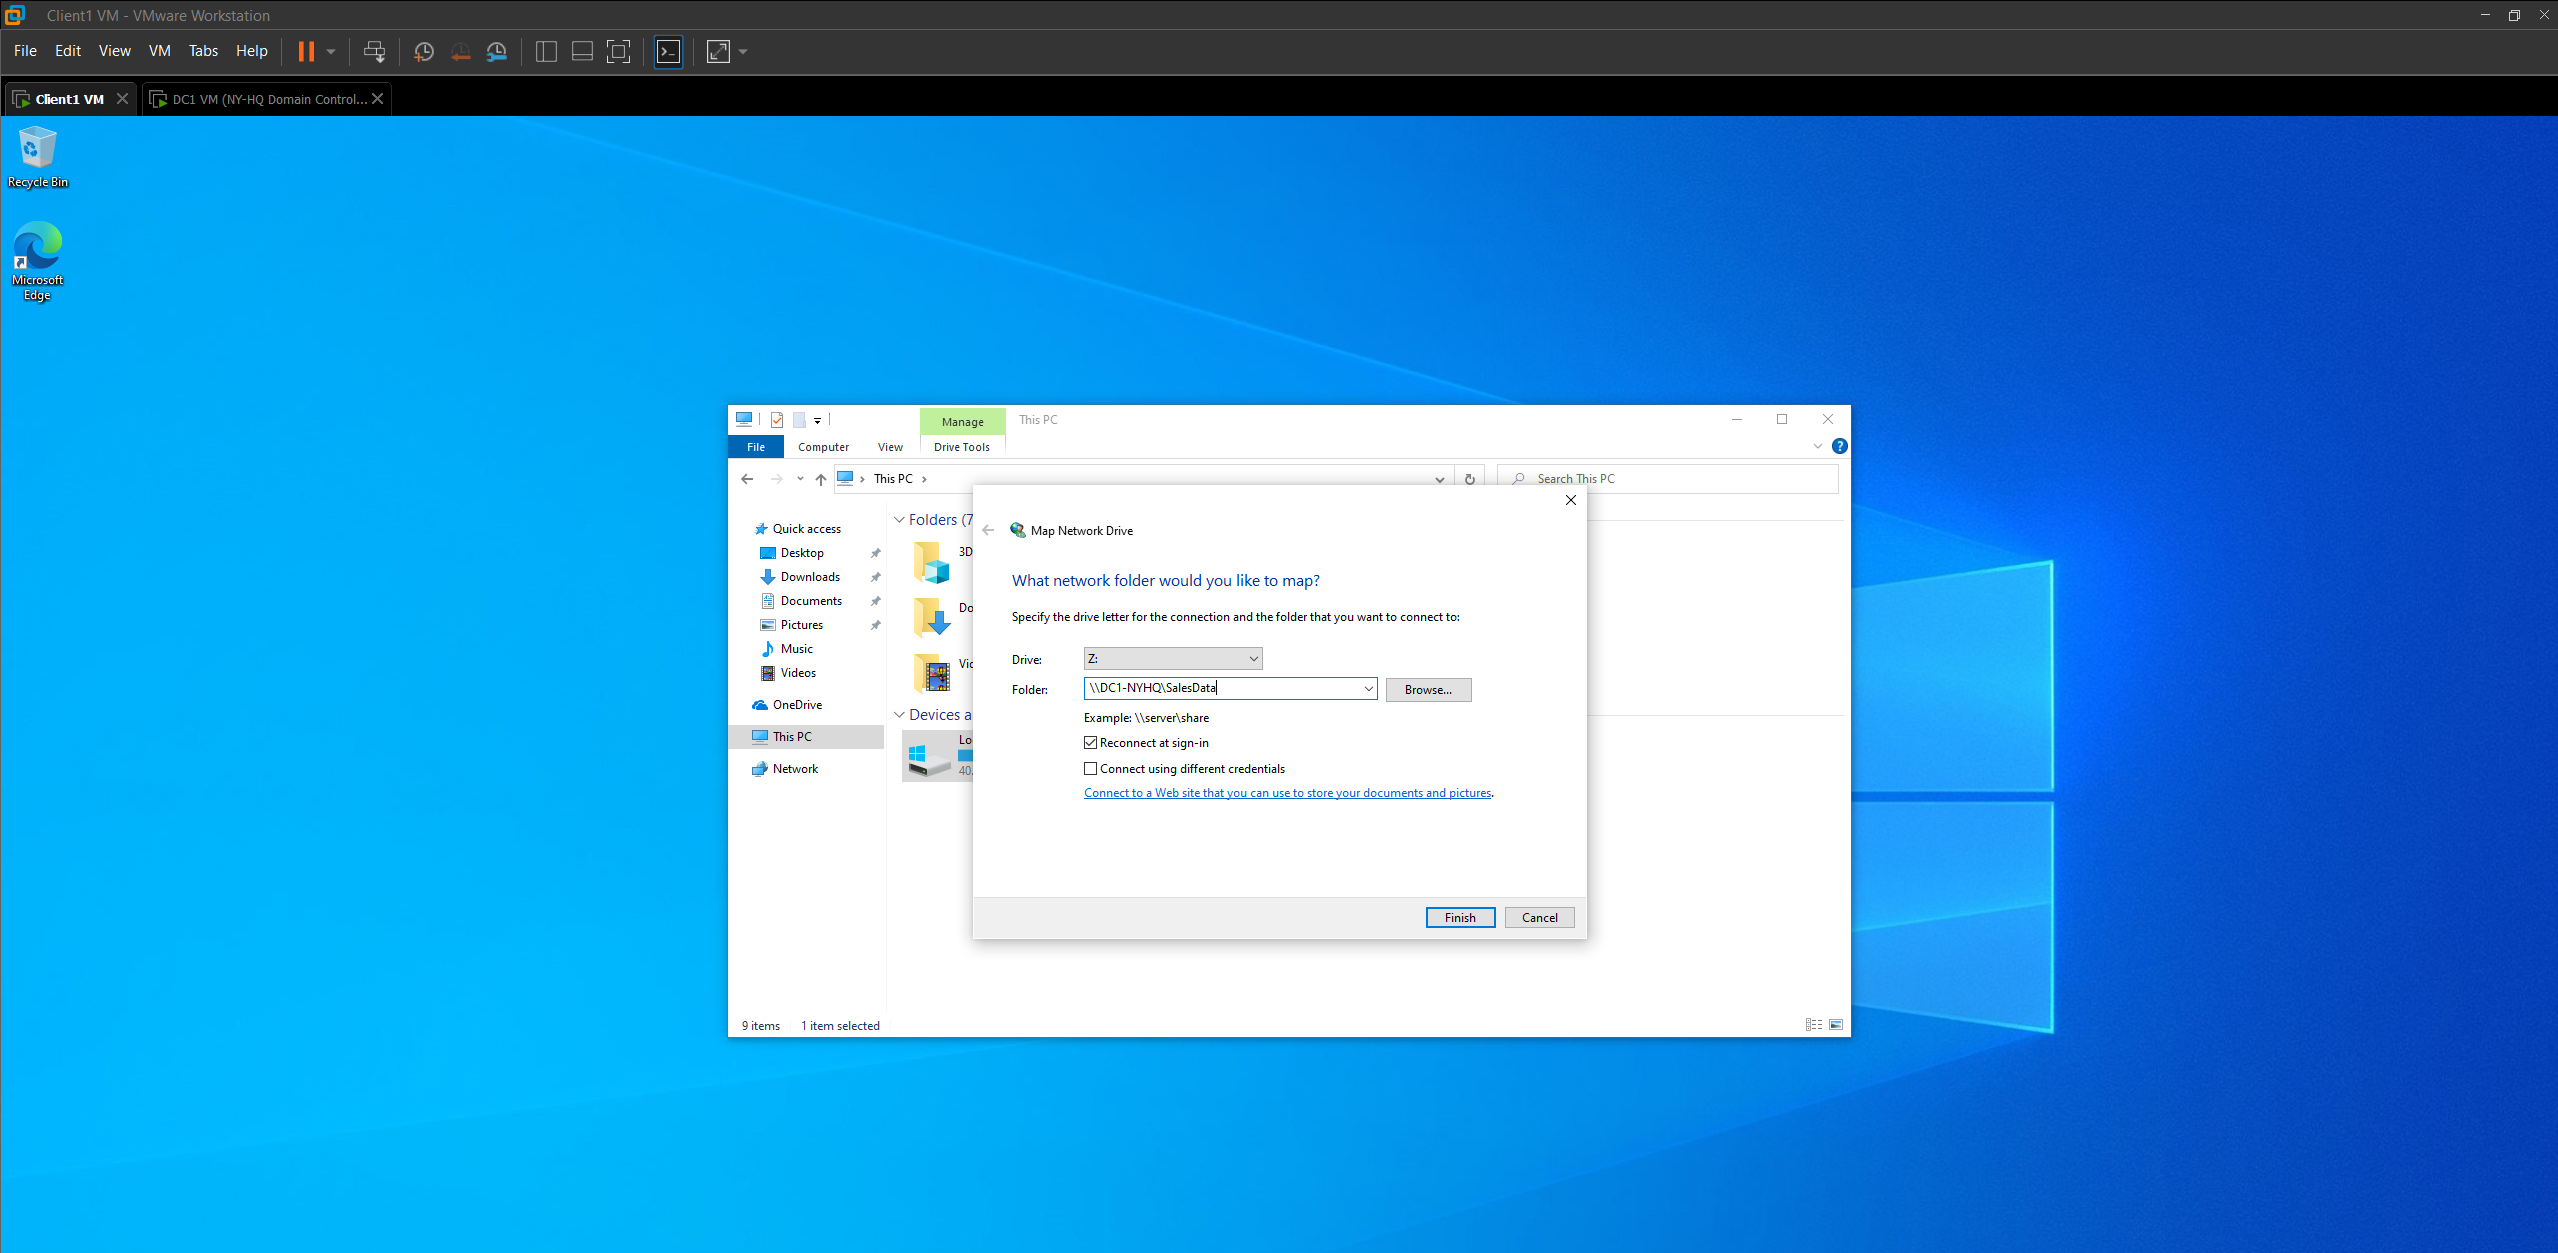 Client1 VM - VMware Workstation
File Edit View VM Tabs Help
Client1 VM
DC1 VM (NY-HQ Domain Control...
Recycle Bin
Microsoft
Edge
Manage
This PC
File Computer View Drive Tools
This PC
Search This PC
Quick access
Desktop
Downloads
Documents
Pictures
Music
Videos
OneDrive
This PC
Network
Folders (7
3D
Do
Vic
Devices a
Lo
40.
Map Network Drive
What network folder would you like to map?
Specify the drive letter for the connection and the folder that you want to connect to:
Drive: Z:
Folder: \\DC1-NYHQ\SalesData Browse...
Example: \\server\share
Reconnect at sign-in
Connect using different credentials
Connect to a Web site that you can use to store your documents and pictures.
Finish Cancel
9 items 1 item selected